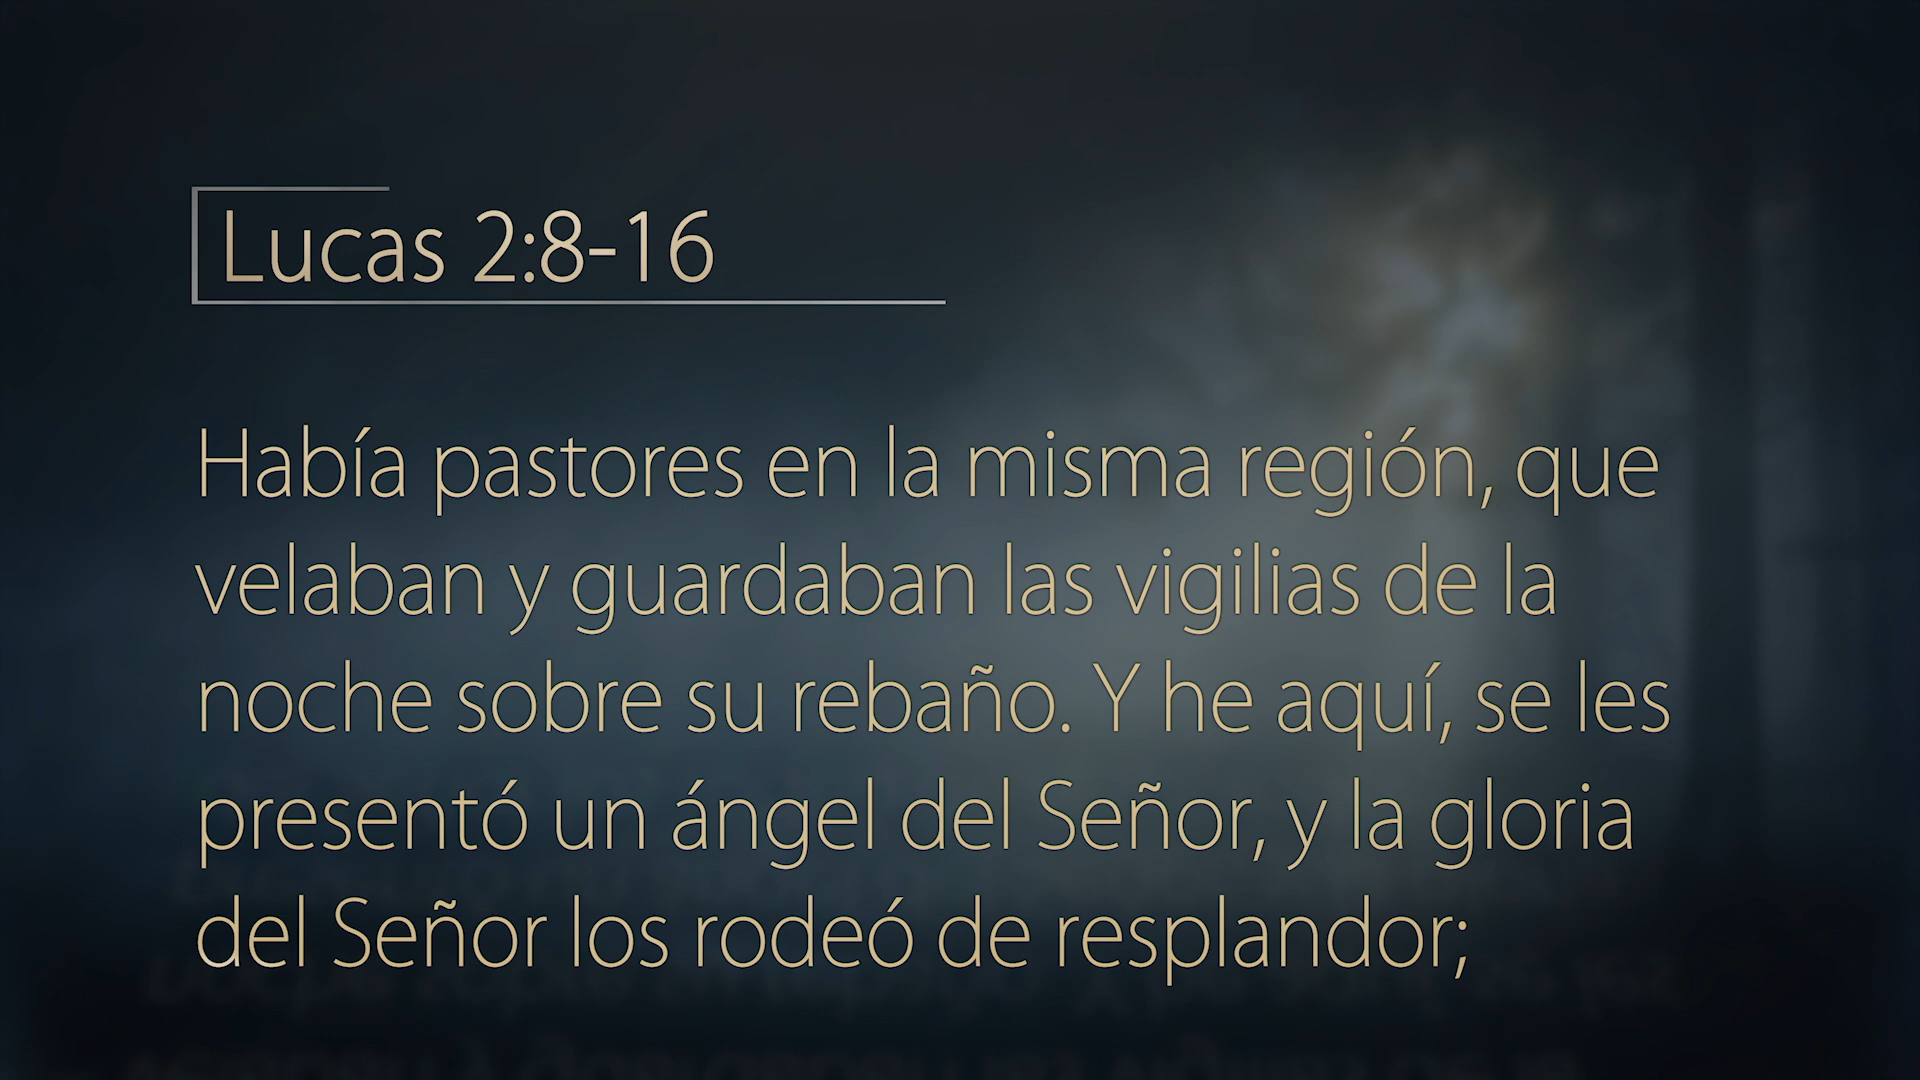 Lucas 2:8-16
Había pastores en la misma región, que
velaban y guardaban las vigilias de la
noche sobre su rebaño. Y he aquí, se les
presentó un ángel del Señor, y la gloria
del Señor los rodeó de resplandor;